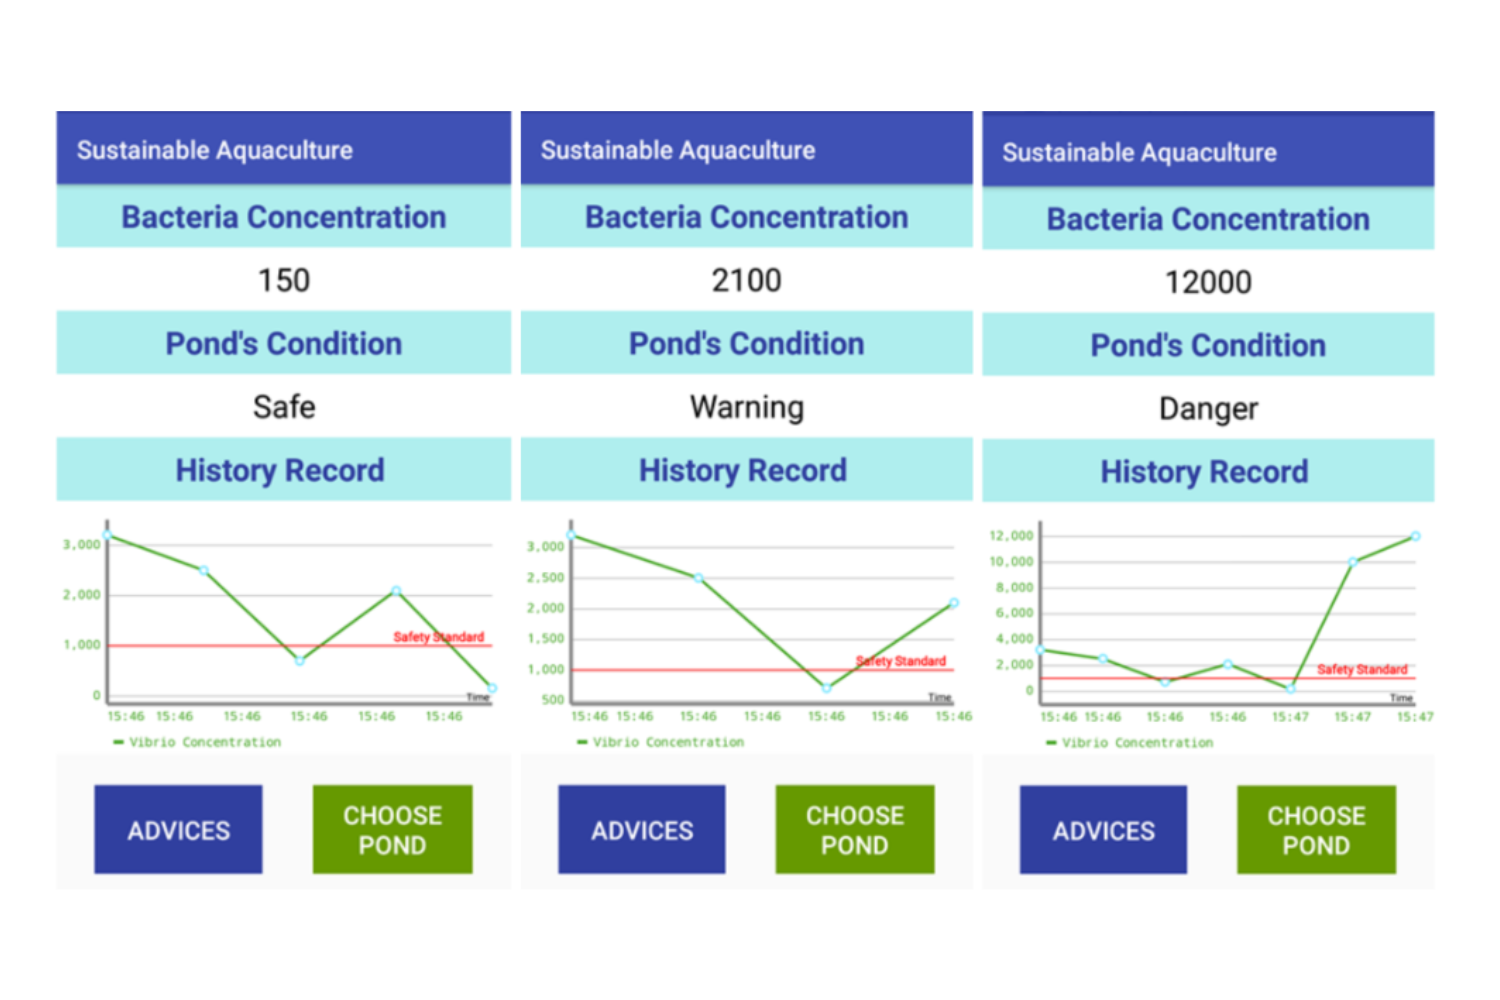 Sustainable Aquaculture
Bacteria Concentration
150
Pond's Condition
Safe
History Record
3,000
2,000
1,000
0
Safety Standard
Time
15:46 15:46 15:46 15:46 15:46 15:46
Vibrio Concentration
ADVICES
CHOOSE
POND
Sustainable Aquaculture
Bacteria Concentration
2100
Pond's Condition
Warning
History Record
3,000
2,500
2,000
1,500
1,000
500
Safety Standard
Time
15:46 15:46 15:46 15:46 15:46 15:46 15:46
Vibrio Concentration
ADVICES
CHOOSE
POND
Sustainable Aquaculture
Bacteria Concentration
12000
Pond's Condition
Danger
History Record
12,000
10,000
8,000
6,000
4,000
2,000
0
Safety Standard
Time
15:46 15:46 15:46 15:46 15:47 15:47 15:47
Vibrio Concentration
ADVICES
CHOOSE
POND